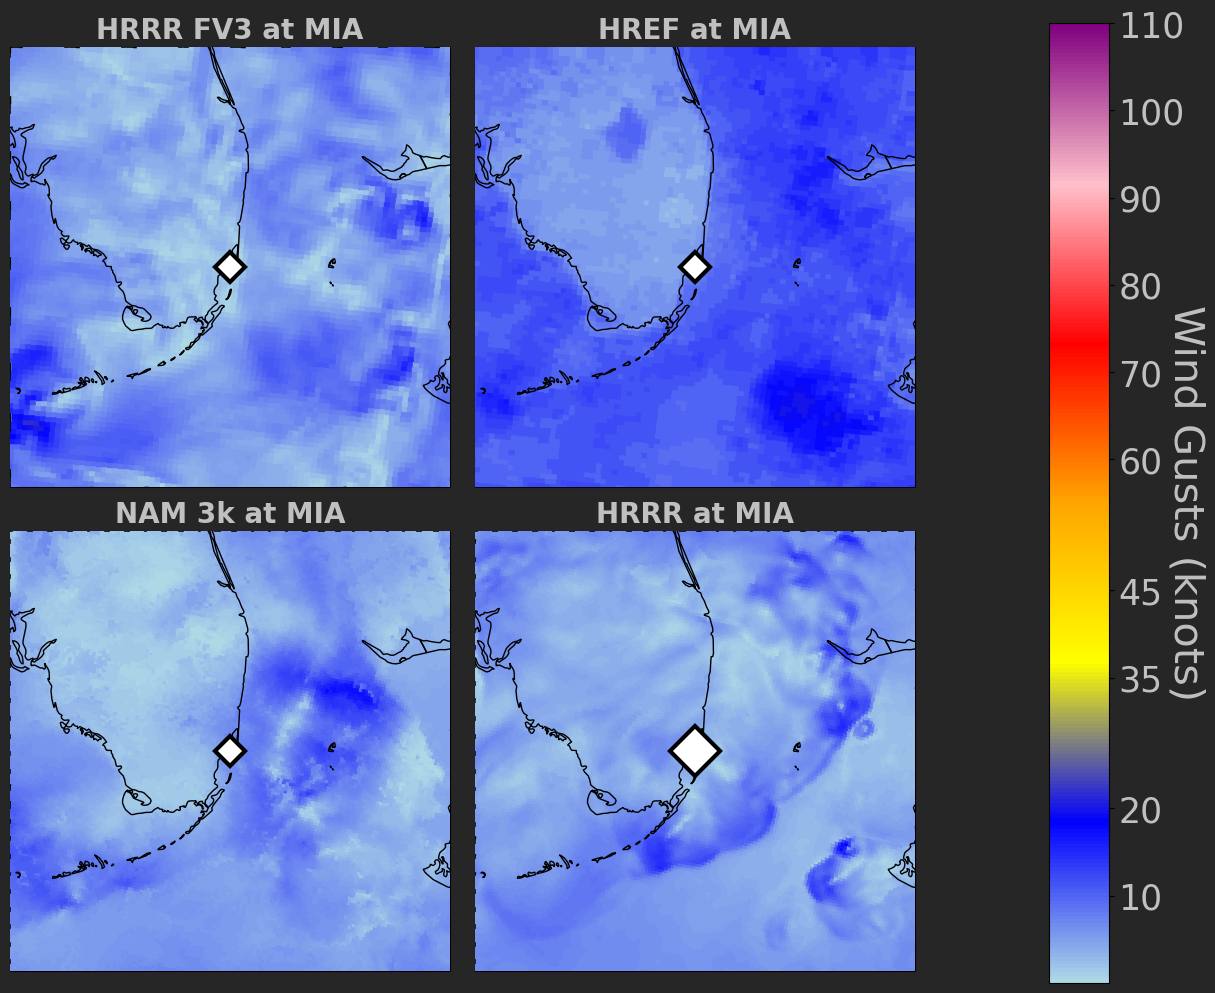 HRRR FV3 at MIA
HREF at MIA
NAM 3k at MIA
HRRR at MIA
110
100
90
80
70
60
45
35
20
10
Wind Gusts (knots)